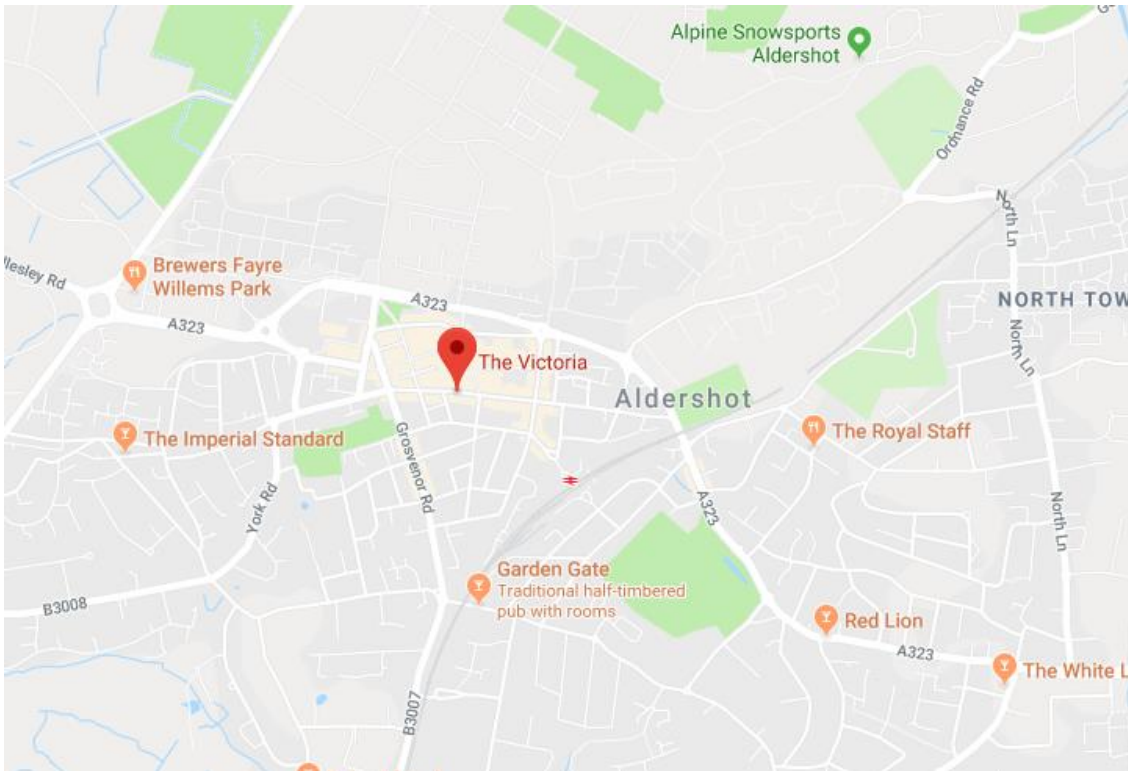 Alpine Snowsports
Aldershot
Ordnance Rd
North Ln
llesley Rd
Brewers Fayre
Willems Park
A323
A323
NORTH TOW
North Ln
The Victoria
Aldershot
The Imperial Standard
Grosvenor Rd
The Royal Staff
York Rd
A323
North Ln
Garden Gate
Traditional half-timbered
pub with rooms
B3008
Red Lion
A323
The White L
B3007